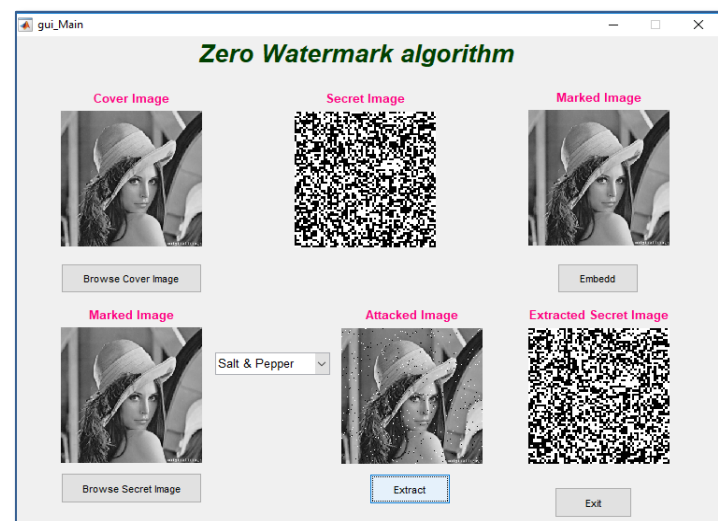 gui_Main
Zero Watermark algorithm
Cover Image
Secret Image
Marked Image
Browse Cover Image
Embedd
Marked Image
Attacked Image
Extracted Secret Image
Salt & Pepper
Browse Secret Image
Extract
Exit